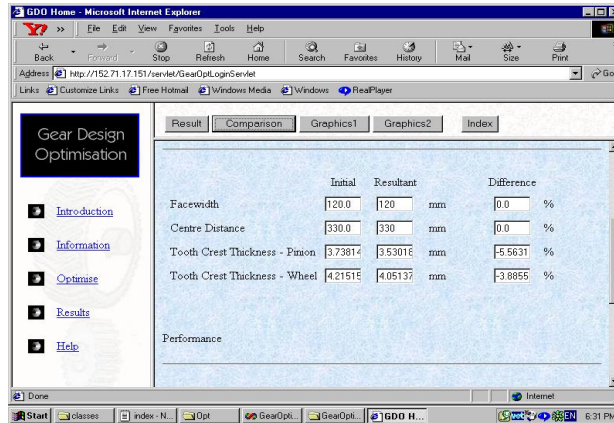 GDO Home - Microsoft Internet Explorer
File Edit View Favorites Tools Help
Back Forward Stop Refresh Home Search Favorites History Mail Size Print
Address http://152.71.17.151/servlet/GearOptLoginServlet Go
Links Customize Links Free Hotmail Windows Media Windows RealPlayer
Gear Design
Optimisation
Introduction
Information
Optimise
Results
Help
Result Comparison Graphics1 Graphics2 Index
Initial Resultant Difference
Facewidth 120.0 120 mm 0.0 %
Centre Distance 330.0 330 mm 0.0 %
Tooth Crest Thickness - Pinion 3.73814 3.53018 mm -5.5631 %
Tooth Crest Thickness - Wheel 4.21515 4.05137 mm -3.8855 %
Performance
Done Internet
Start classes index - N... Opt GearOpti... GearOpti... GDO H... EN 6:31 PM